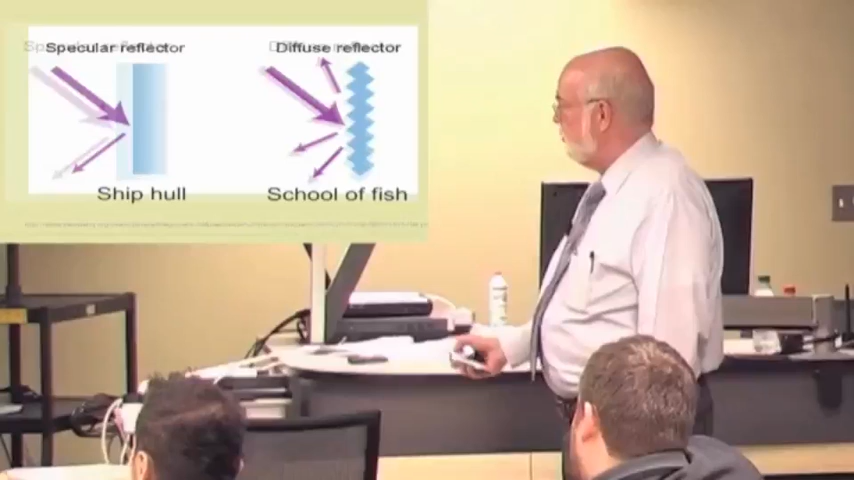 Specular reflector
Diffuse reflector
Ship hull
School of fish